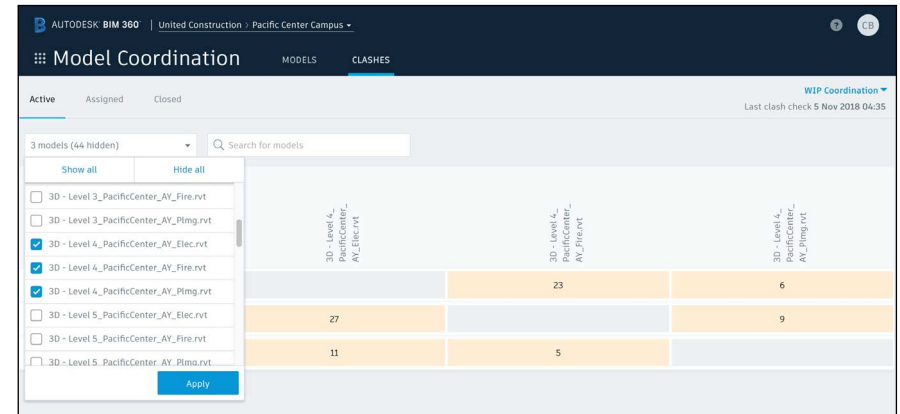 AUTODESK® BIM 360™ | United Construction > Pacific Center Campus
? CB
Model Coordination MODELS CLASHES
Active Assigned Closed
WIP Coordination
Last clash check 5 Nov 2018 04:35
3 models (44 hidden) Search for models
Show all Hide all
3D - Level 3_PacificCenter_AY_Fire.rvt
3D - Level 3_PacificCenter_AY_Plmg.rvt
3D - Level 4_PacificCenter_AY_Elec.rvt
3D - Level 4_PacificCenter_AY_Fire.rvt
3D - Level 4_PacificCenter_AY_Plmg.rvt
3D - Level 5_PacificCenter_AY_Elec.rvt
3D - Level 5_PacificCenter_AY_Fire.rvt
3D - Level 5_PacificCenter_AY_Plmg.rvt
Apply
3D - Level 4_
PacificCenter_
AY_Elec.rvt
3D - Level 4_
PacificCenter_
AY_Fire.rvt
3D - Level 4_
PacificCenter_
AY_Plmg.rvt
23 6
27 9
11 5